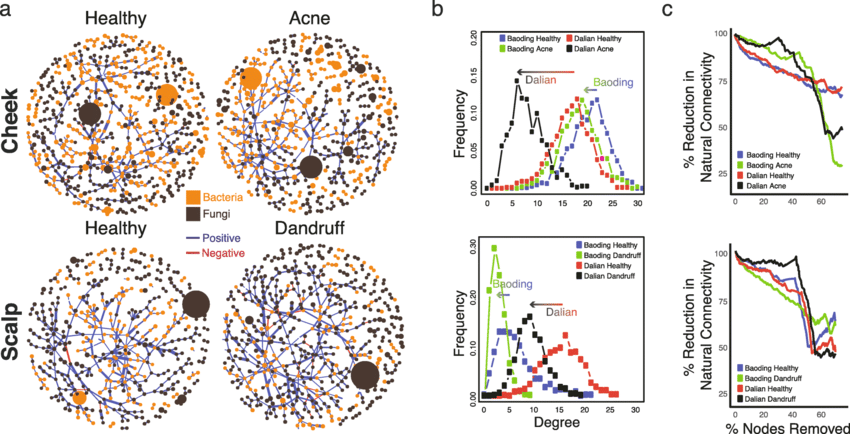 a
Healthy
Acne
Cheek
Bacteria
Fungi
Positive
Negative
Healthy
Dandruff
Scalp
b
Baoding Healthy
Dalian Healthy
Baoding Acne
Dalian Acne
Dalian
Baoding
Frequency
0.20
0.15
0.10
0.05
0.00
0 5 10 15 20 25 30
Baoding Healthy
Baoding Dandruff
Dalian Healthy
Dalian Dandruff
Baoding
Dalian
Frequency
0.30
0.20
0.10
0.00
0 5 10 15 20 25 30
Degree
c
% Reduction in
Natural Connectivity
100
75
50
25
Baoding Healthy
Baoding Acne
Dalian Healthy
Dalian Acne
0 20 40 60
% Reduction in
Natural Connectivity
100
75
50
25
Baoding Healthy
Baoding Dandruff
Dalian Healthy
Dalian Dandruff
0 20 40 60
% Nodes Removed